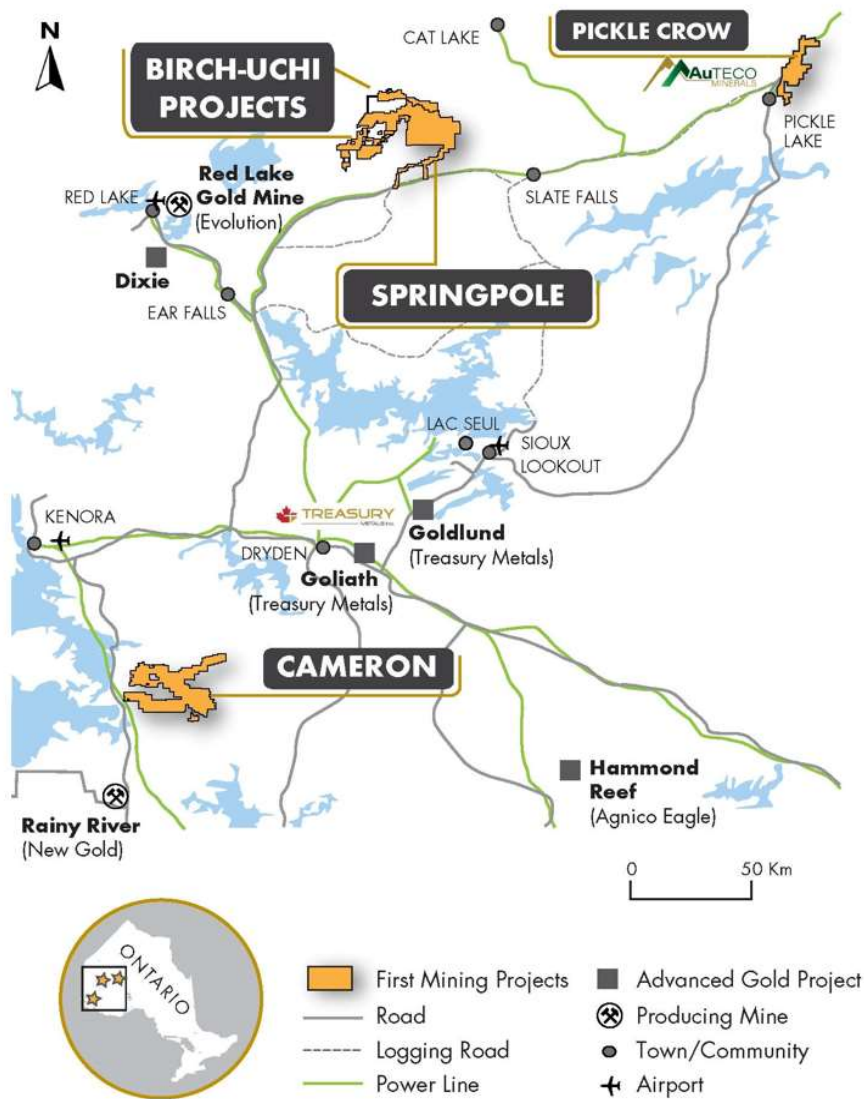 N
CAT LAKE
PICKLE CROW
AuTECO
MINERALS
BIRCH-UCHI
PROJECTS
PICKLE
LAKE
SLATE FALLS
Red Lake
Gold Mine
(Evolution)
RED LAKE
Dixie
EAR FALLS
SPRINGPOLE
LAC SEUL
SIOUX
LOOKOUT
KENORA
TREASURY
METALS Inc.
DRYDEN
Goldlund
(Treasury Metals)
Goliath
(Treasury Metals)
CAMERON
Hammond
Reef
(Agnico Eagle)
Rainy River
(New Gold)
0 50 Km
ONTARIO
First Mining Projects
Road
Logging Road
Power Line
Advanced Gold Project
Producing Mine
Town/Community
Airport